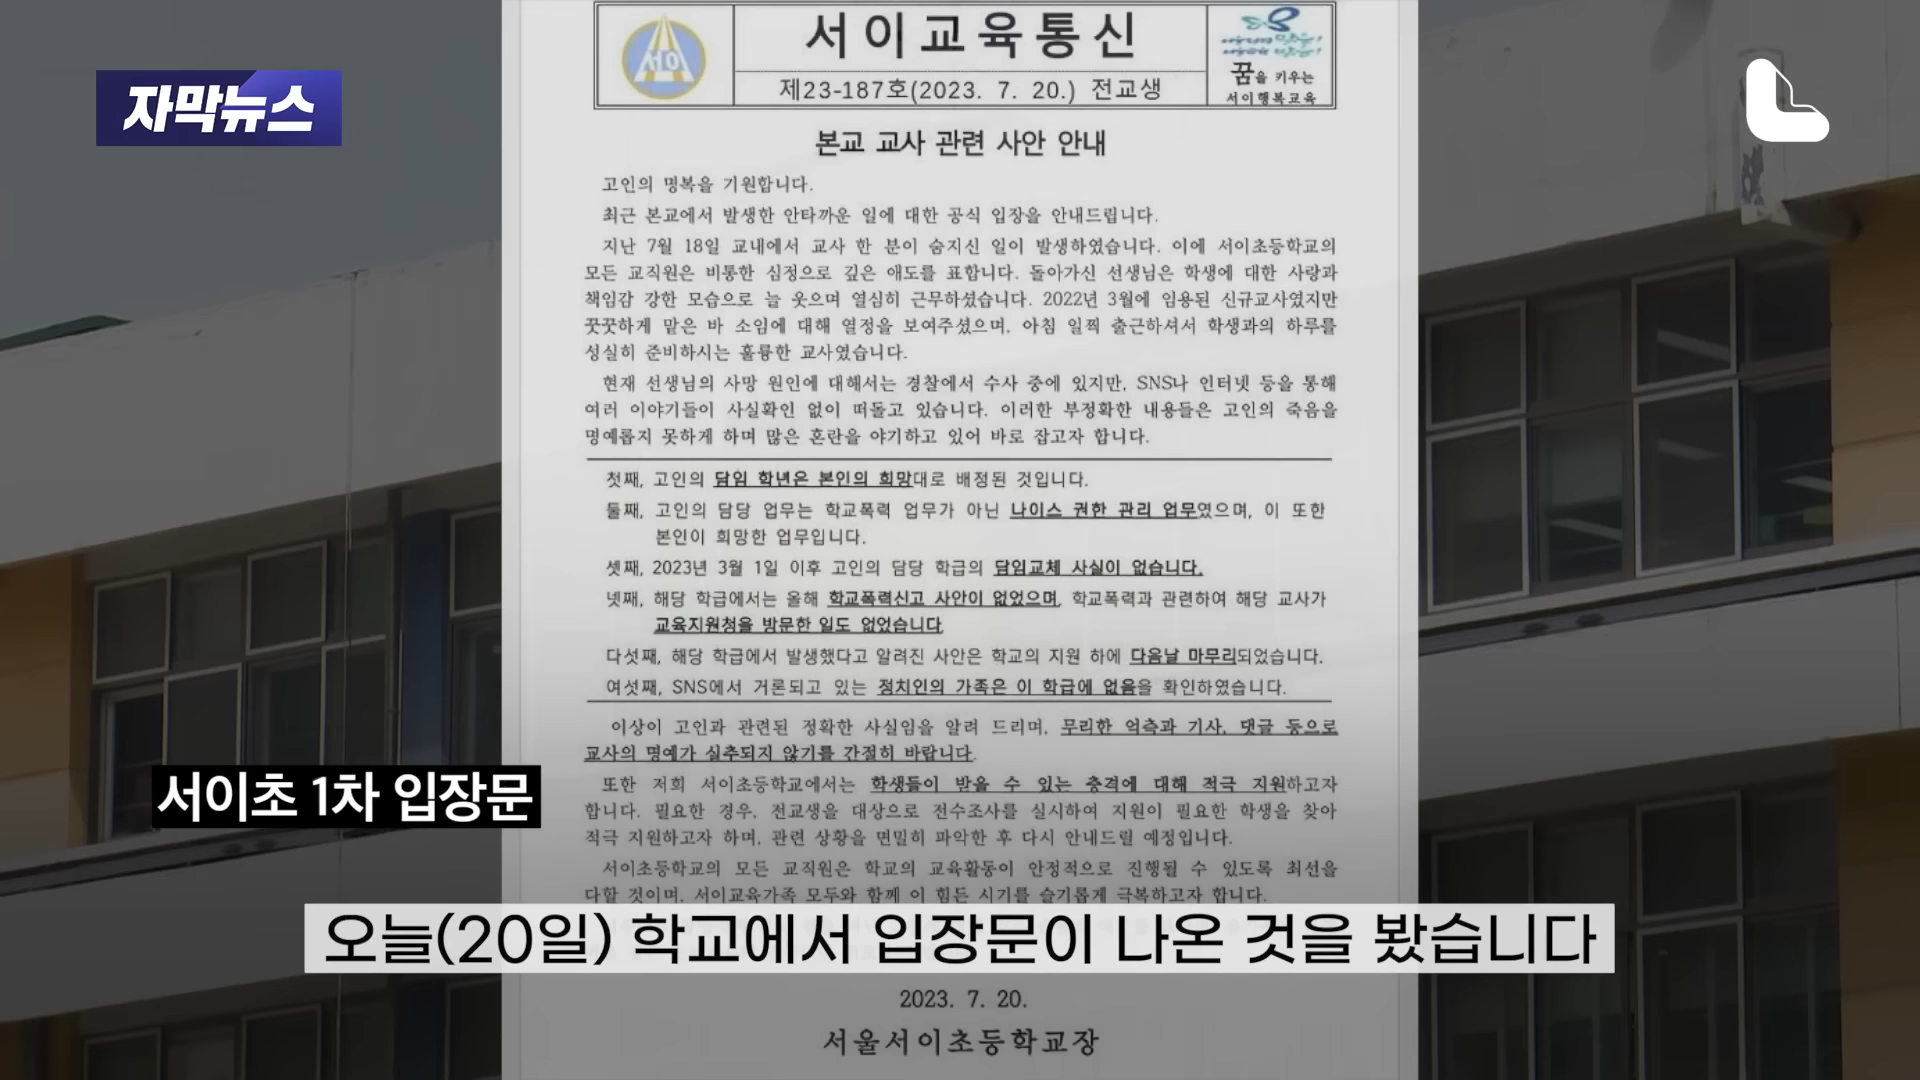 자막뉴스
서이
서이교육통신
제23-187호(2023. 7. 20.) 전교생
꿈을 키우는
서이행복교육
본교 교사 관련 사안 안내
고인의 명복을 기원합니다.
최근 본교에서 발생한 안타까운 일에 대한 공식 입장을 안내드립니다.
지난 7월 18일 교내에서 교사 한 분이 숨지신 일이 발생하였습니다. 이에 서이초등학교의
모든 교직원은 비통한 심정으로 깊은 애도를 표합니다. 돌아가신 선생님은 학생에 대한 사랑과
책임감 강한 모습으로 늘 웃으며 열심히 근무하셨습니다. 2022년 3월에 임용된 신규교사였지만
꿋꿋하게 맡은 바 소임에 대해 열정을 보여주셨으며, 아침 일찍 출근하셔서 학생과의 하루를
성실히 준비하시는 훌륭한 교사였습니다.
현재 선생님의 사망 원인에 대해서는 경찰에서 수사 중에 있지만, SNS나 인터넷 등을 통해
여러 이야기들이 사실확인 없이 떠돌고 있습니다. 이러한 부정확한 내용들은 고인의 죽음을
명예롭지 못하게 하며 많은 혼란을 야기하고 있어 바로 잡고자 합니다.
첫째, 고인의 담임 학년은 본인의 희망대로 배정된 것입니다.
둘째, 고인의 담당 업무는 학교폭력 업무가 아닌 나이스 권한 관리 업무였으며, 이 또한
본인이 희망한 업무입니다.
셋째, 2023년 3월 1일 이후 고인의 담당 학급의 담임교체 사실이 없습니다.
넷째, 해당 학급에서는 올해 학교폭력신고 사안이 없었으며, 학교폭력과 관련하여 해당 교사가
교육지원청을 방문한 일도 없었습니다.
다섯째, 해당 학급에서 발생했다고 알려진 사안은 학교의 지원 하에 다음날 마무리되었습니다.
여섯째, SNS에서 거론되고 있는 정치인의 가족은 이 학급에 없음을 확인하였습니다.
이상이 고인과 관련된 정확한 사실임을 알려 드리며, 무리한 억측과 기사, 댓글 등으로
교사의 명예가 실추되지 않기를 간절히 바랍니다.
또한 저희 서이초등학교에서는 학생들이 받을 수 있는 충격에 대해 적극 지원하고자
합니다. 필요한 경우, 전교생을 대상으로 전수조사를 실시하여 지원이 필요한 학생을 찾아
적극 지원하고자 하며, 관련 상황을 면밀히 파악한 후 다시 안내드릴 예정입니다.
서이초등학교의 모든 교직원은 학교의 교육활동이 안정적으로 진행될 수 있도록 최선을
다할 것이며, 서이교육가족 모두와 함께 이 힘든 시기를 슬기롭게 극복하고자 합니다.
서이초 1차 입장문
오늘(20일) 학교에서 입장문이 나온 것을 봤습니다
2023. 7. 20.
서울서이초등학교장